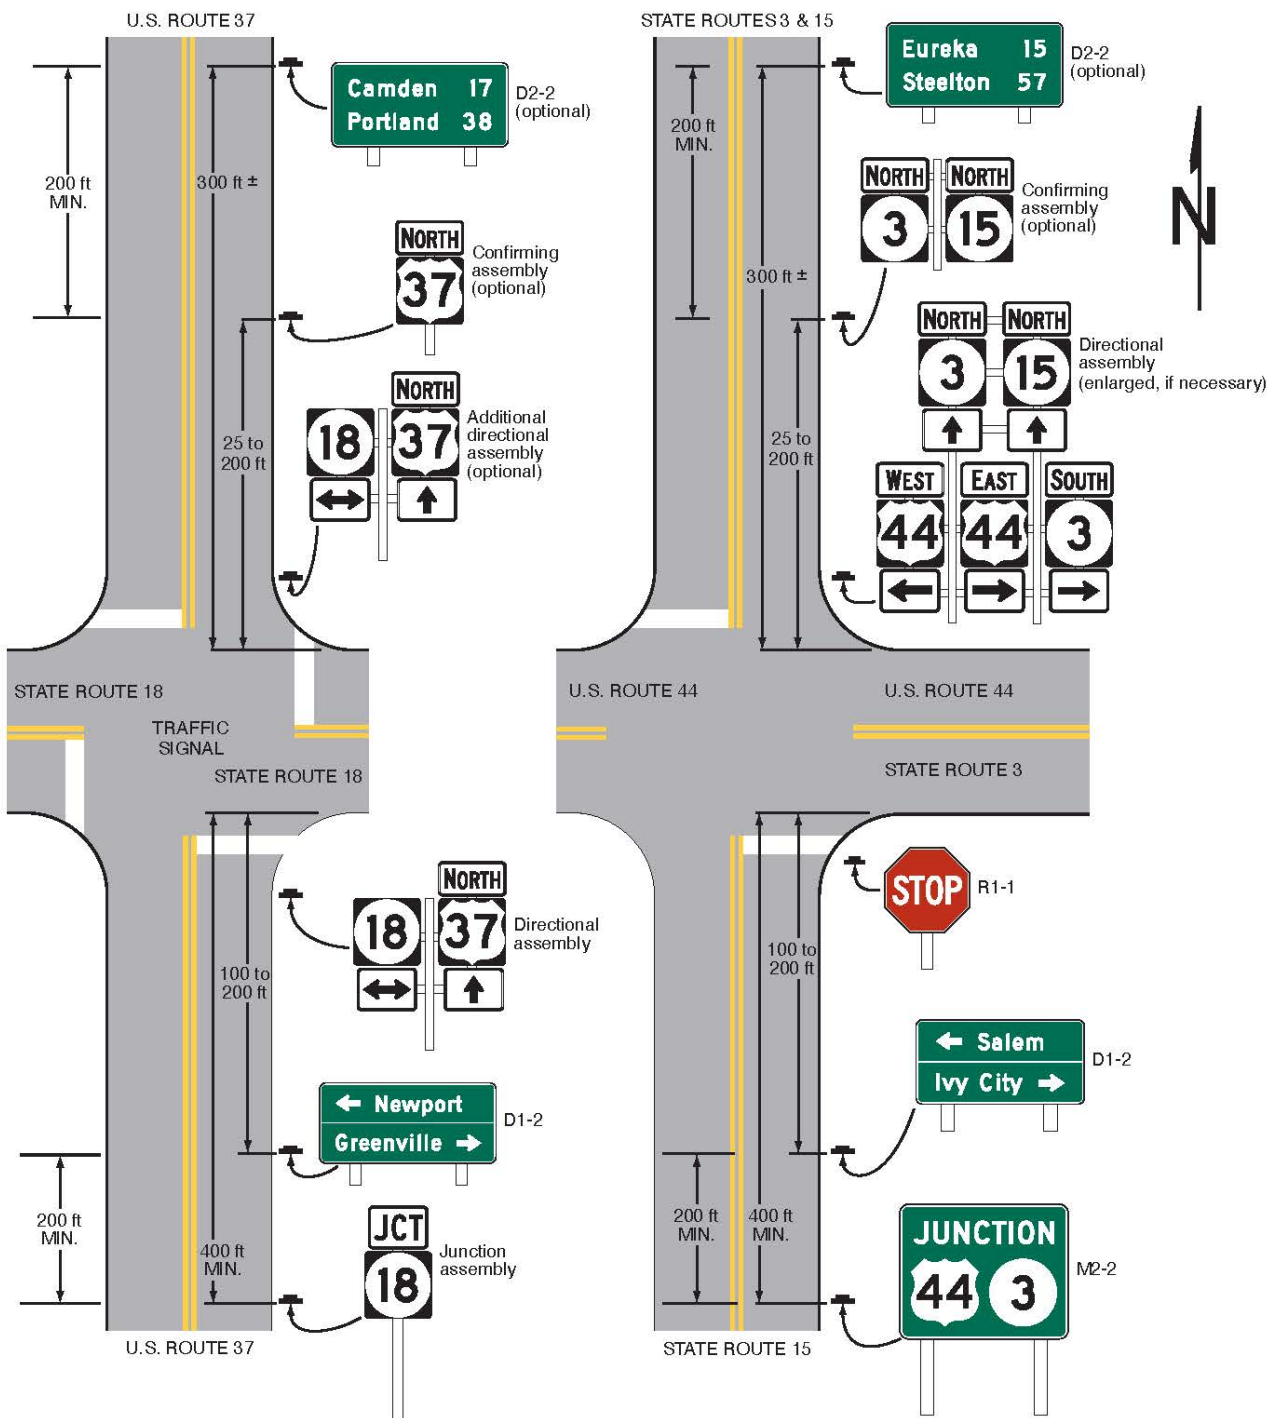 U.S. ROUTE 37
Camden 17
Portland 38
D2-2
(optional)
200 ft
MIN.
300 ft ±
NORTH
37
Confirming
assembly
(optional)
NORTH
18
37
Additional
directional
assembly
(optional)
25 to
200 ft
STATE ROUTE 18
TRAFFIC
SIGNAL
STATE ROUTE 18
NORTH
18
37
Directional
assembly
100 to
200 ft
← Newport
Greenville →
D1-2
200 ft
MIN.
400 ft
MIN.
JCT
18
Junction
assembly
U.S. ROUTE 37
STATE ROUTES 3 & 15
Eureka 15
Steelton 57
D2-2
(optional)
200 ft
MIN.
NORTH NORTH
3 15
Confirming
assembly
(optional)
N
300 ft ±
NORTH NORTH
3 15
Directional
assembly
(enlarged, if necessary)
25 to
200 ft
WEST EAST SOUTH
44 44 3
U.S. ROUTE 44
U.S. ROUTE 44
STATE ROUTE 3
STOP
R1-1
100 to
200 ft
← Salem
Ivy City →
D1-2
200 ft
MIN.
400 ft
MIN.
JUNCTION
44 3
M2-2
STATE ROUTE 15